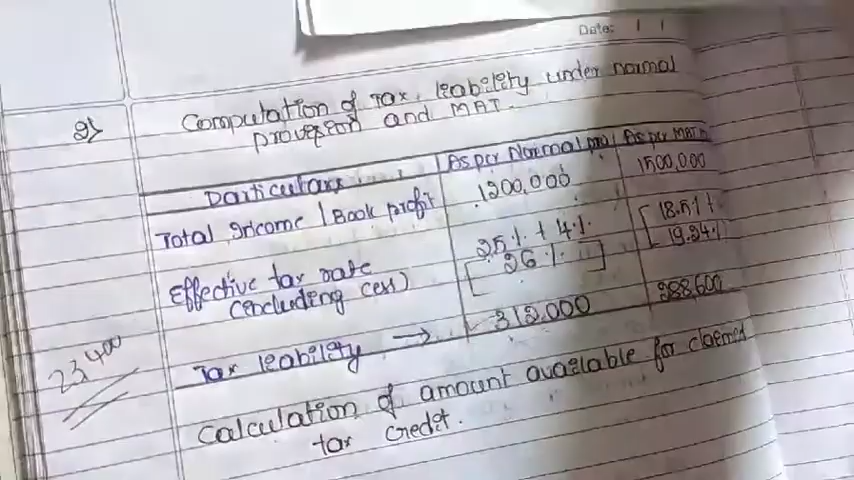 Date: / /
2) Computation of Tax leability under normal
provision and MAT.
Particulars As per Normal pro As per MAT
Total Income / Book profit 1200,000 1500,000
Effective tax rate 25% + 4% 18.5% +
(including cess) [26%] 19.24%
Tax leability → 312,000 288,600
23,400
Calculation of amount available for claimed
tax credit.